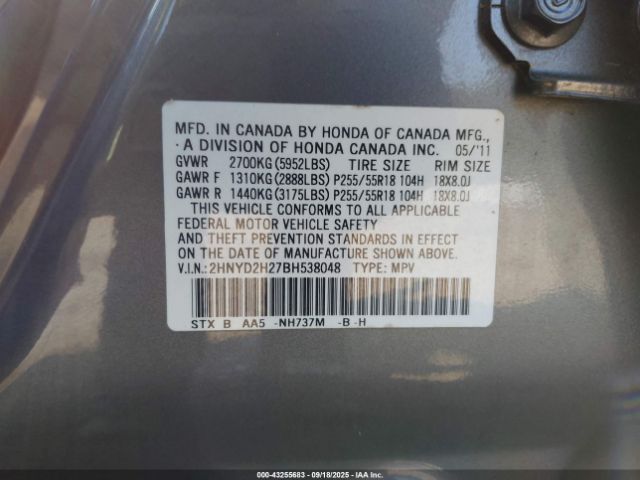 MFD. IN CANADA BY HONDA OF CANADA MFG.,
· A DIVISION OF HONDA CANADA INC. 05/'11
GVWR 2700KG(5952LBS) TIRE SIZE RIM SIZE
GAWR F 1310KG(2888LBS) P255/55R18 104H 18X8.0J
GAWR R 1440KG(3175LBS) P255/55R18 104H 18X8.0J
THIS VEHICLE CONFORMS TO ALL APPLICABLE
FEDERAL MOTOR VEHICLE SAFETY
AND THEFT PREVENTION STANDARDS IN EFFECT
ON THE DATE OF MANUFACTURE SHOWN ABOVE.
V.I.N.:2HNYD2H27BH538048 TYPE: MPV
STX B AA5 -NH737M -B-H
000-43255683 - 09/18/2025 - COPYRIGHT IAA, LLC.